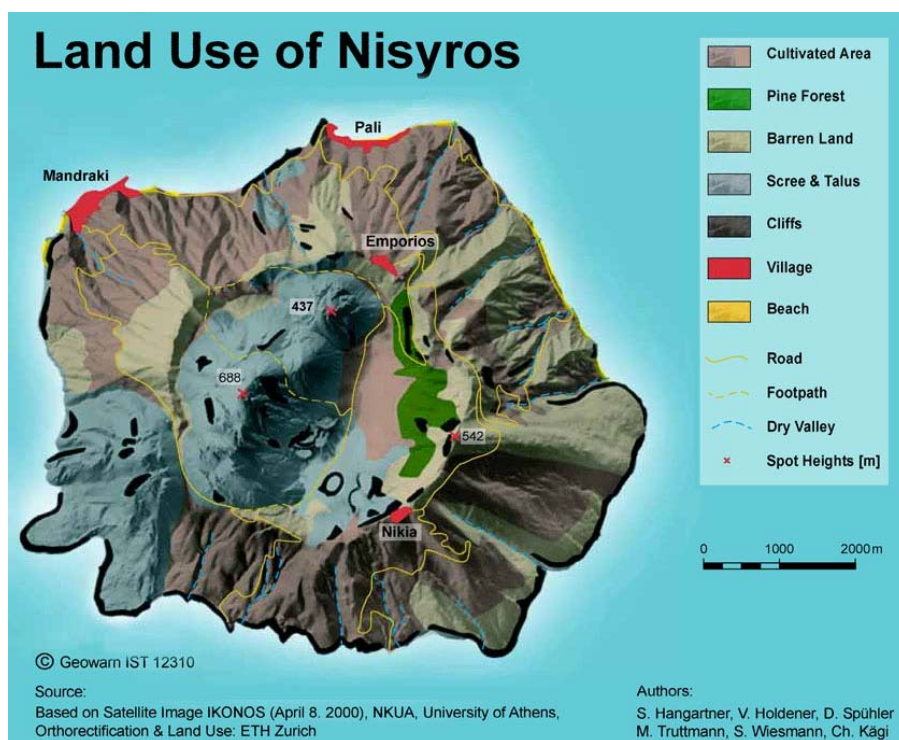 Land Use of Nisyros
Pali
Mandraki
Emporios
437
688
542
Nikia
Cultivated Area
Pine Forest
Barren Land
Scree & Talus
Cliffs
Village
Beach
Road
Footpath
Dry Valley
Spot Heights [m]
0 1000 2000 m
© Geowarn IST 12310
Source:
Based on Satellite Image IKONOS (April 8. 2000), NKUA, University of Athens,
Orthorectification & Land Use: ETH Zurich
Authors:
S. Hangartner, V. Holdener, D. Spühler
M. Truttmann, S. Wiesmann, Ch. Kägi